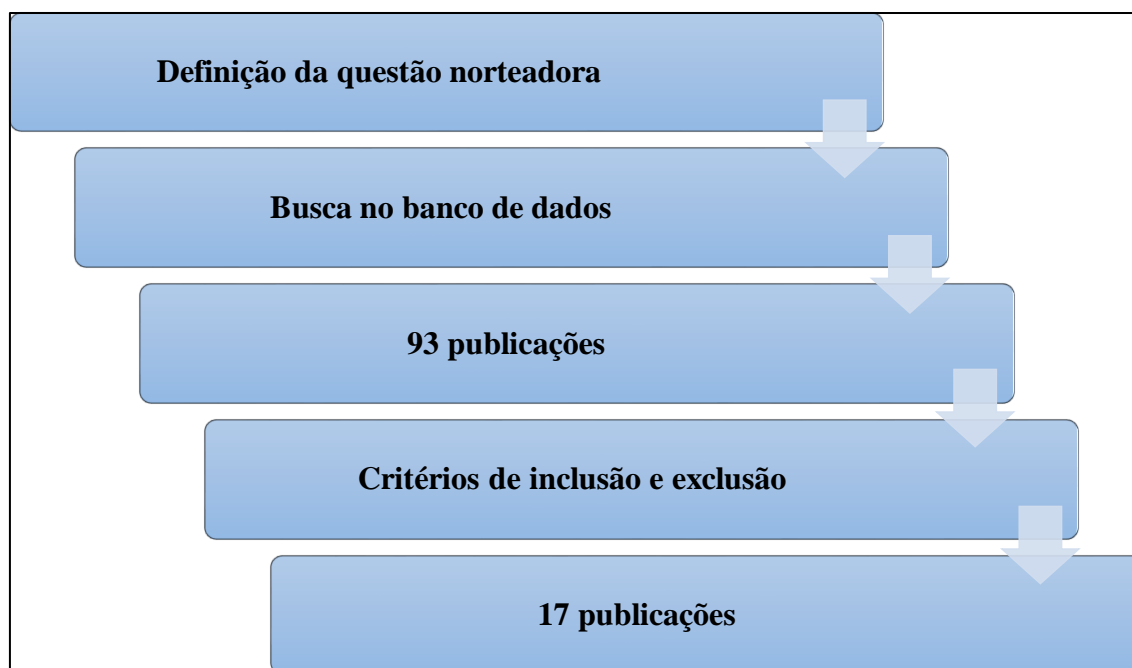 Definição da questão norteadora
Busca no banco de dados
93 publicações
Critérios de inclusão e exclusão
17 publicações